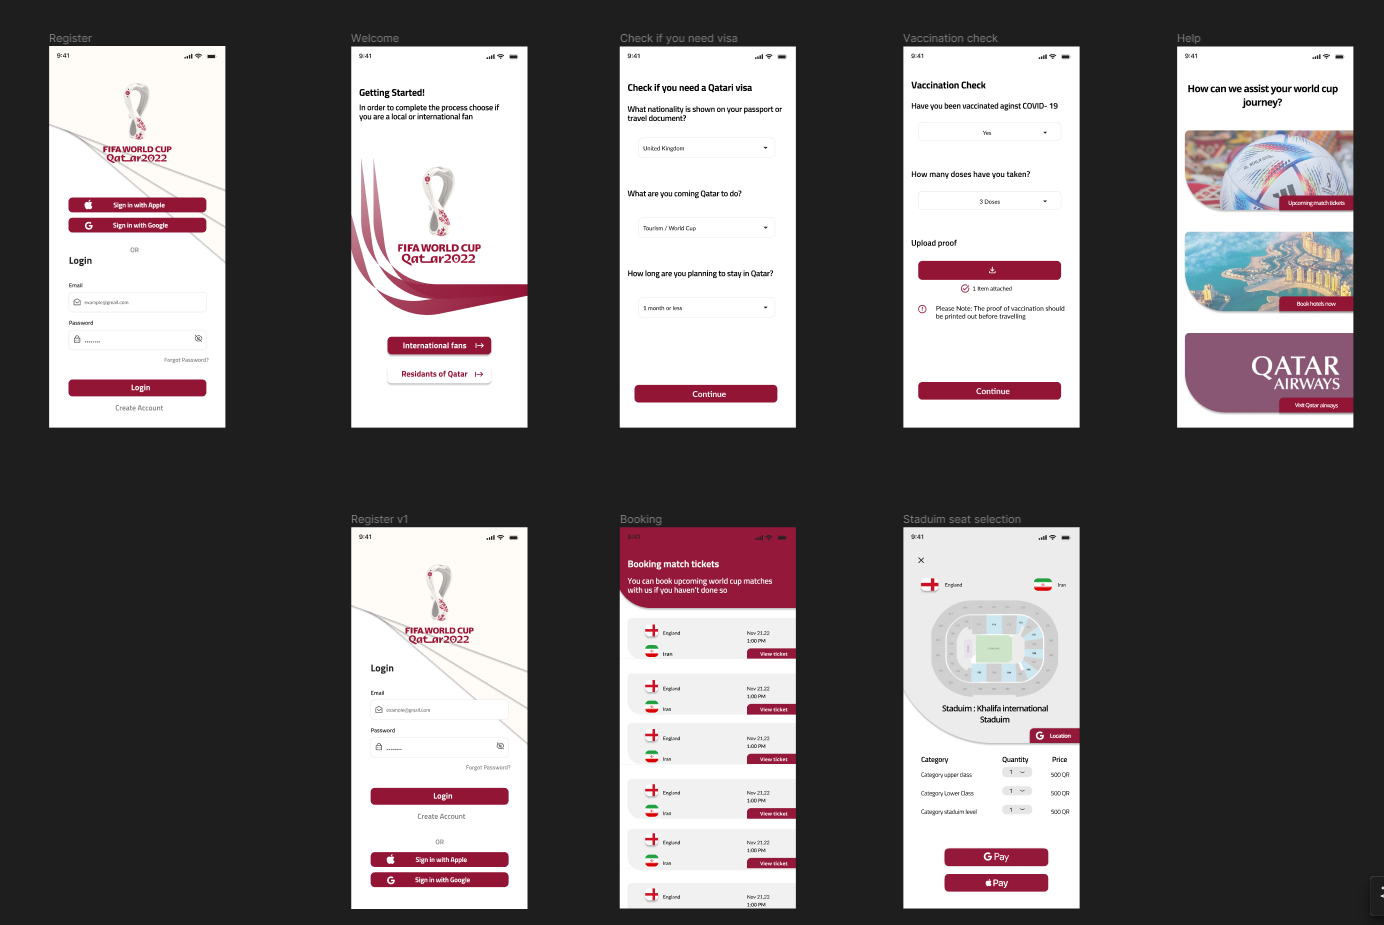 Register
9:41
FIFA WORLD CUP
Qat_ar2022
Sign in with Apple
Sign in with Google
OR
Login
Email
example@gmail.com
Password
........
Forgot Password?
Login
Create Account
Welcome
9:41
Getting Started!
In order to complete the process choose if
you are a local or international fan
FIFA WORLD CUP
Qat_ar2022
International fans
Residants of Qatar
Check if you need visa
9:41
Check if you need a Qatari visa
What nationality is shown on your passport or
travel document?
United Kingdom
What are you coming Qatar to do?
Tourism / World Cup
How long are you planning to stay in Qatar?
1 month or less
Continue
Vaccination check
9:41
Vaccination Check
Have you been vaccinated aginst COVID- 19
Yes
How many doses have you taken?
3 Doses
Upload proof
1 Item attached
Please Note: The proof of vaccination should
be printed out before travelling
Continue
Help
9:41
How can we assist your world cup
journey?
Upcoming match tickets
Book hotels now
QATAR
AIRWAYS
Visit Qatar airways
Register v1
9:41
FIFA WORLD CUP
Qat_ar2022
Login
Email
example@gmail.com
Password
........
Forgot Password?
Login
Create Account
OR
Sign in with Apple
Sign in with Google
Booking
9:41
Booking match tickets
You can book upcoming world cup matches
with us if you haven't done so
England
Nov 21,22
1:00 PM
Iran
View ticket
England
Nov 21,22
1:00 PM
Iran
View ticket
England
Nov 21,22
1:00 PM
Iran
View ticket
England
Nov 21,22
1:00 PM
Iran
View ticket
England
Nov 21,22
1:00 PM
Iran
View ticket
England
Nov 21,22
1:00 PM
Staduim seat selection
9:41
England
Iran
Staduim : Khalifa international
Staduim
Location
Category Quantity Price
Category upper class 1 500 QR
Category Lower Class 1 500 QR
Category staduim level 1 500 QR
G Pay
Pay